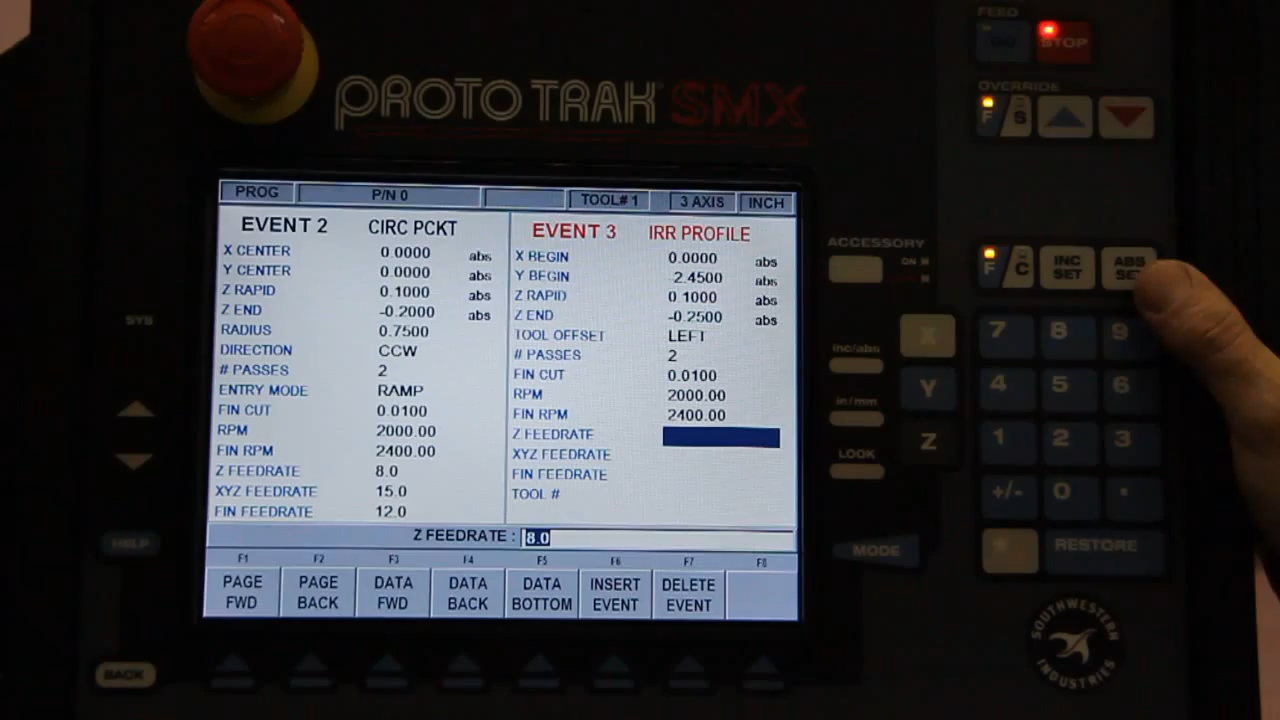 FEED
STOP
PROTO TRAK SMX
OVERRIDE
F S
PROG P/N 0 TOOL# 1 3 AXIS INCH
EVENT 2 CIRC PCKT
X CENTER 0.0000 abs
Y CENTER 0.0000 abs
Z RAPID 0.1000 abs
Z END -0.2000 abs
RADIUS 0.7500
DIRECTION CCW
# PASSES 2
ENTRY MODE RAMP
FIN CUT 0.0100
RPM 2000.00
FIN RPM 2400.00
Z FEEDRATE 8.0
XYZ FEEDRATE 15.0
FIN FEEDRATE 12.0
EVENT 3 IRR PROFILE
X BEGIN 0.0000 abs
Y BEGIN -2.4500 abs
Z RAPID 0.1000 abs
Z END -0.2500 abs
TOOL OFFSET LEFT
# PASSES 2
FIN CUT 0.0100
RPM 2000.00
FIN RPM 2400.00
Z FEEDRATE
XYZ FEEDRATE
FIN FEEDRATE
TOOL #
Z FEEDRATE : 8.0
F1 F2 F3 F4 F5 F6 F7 F8
PAGE FWD
PAGE BACK
DATA FWD
DATA BACK
DATA BOTTOM
INSERT EVENT
DELETE EVENT
SYS
HELP
BACK
ACCESSORY
ON
inc/abs
in/mm
LOOK
MODE
F C
INC SET
ABS
X 7 8 9
Y 4 5 6
Z 1 2 3
+/- 0 .
RESTORE
SOUTHWESTERN INDUSTRIES